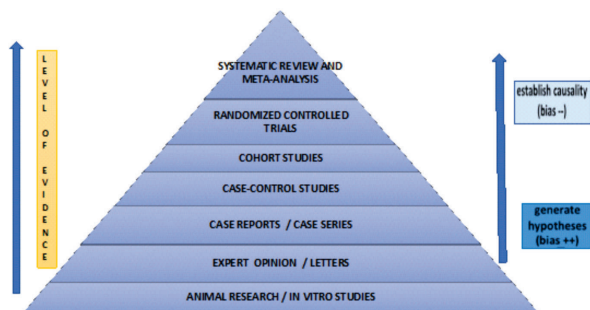 LEVEL OF EVIDENCE
SYSTEMATIC REVIEW AND
META-ANALYSIS
RANDOMIZED CONTROLLED
TRIALS
COHORT STUDIES
CASE-CONTROL STUDIES
CASE REPORTS / CASE SERIES
EXPERT OPINION / LETTERS
ANIMAL RESEARCH / IN VITRO STUDIES
establish causality
(bias --)
generate
hypotheses
(bias ++)